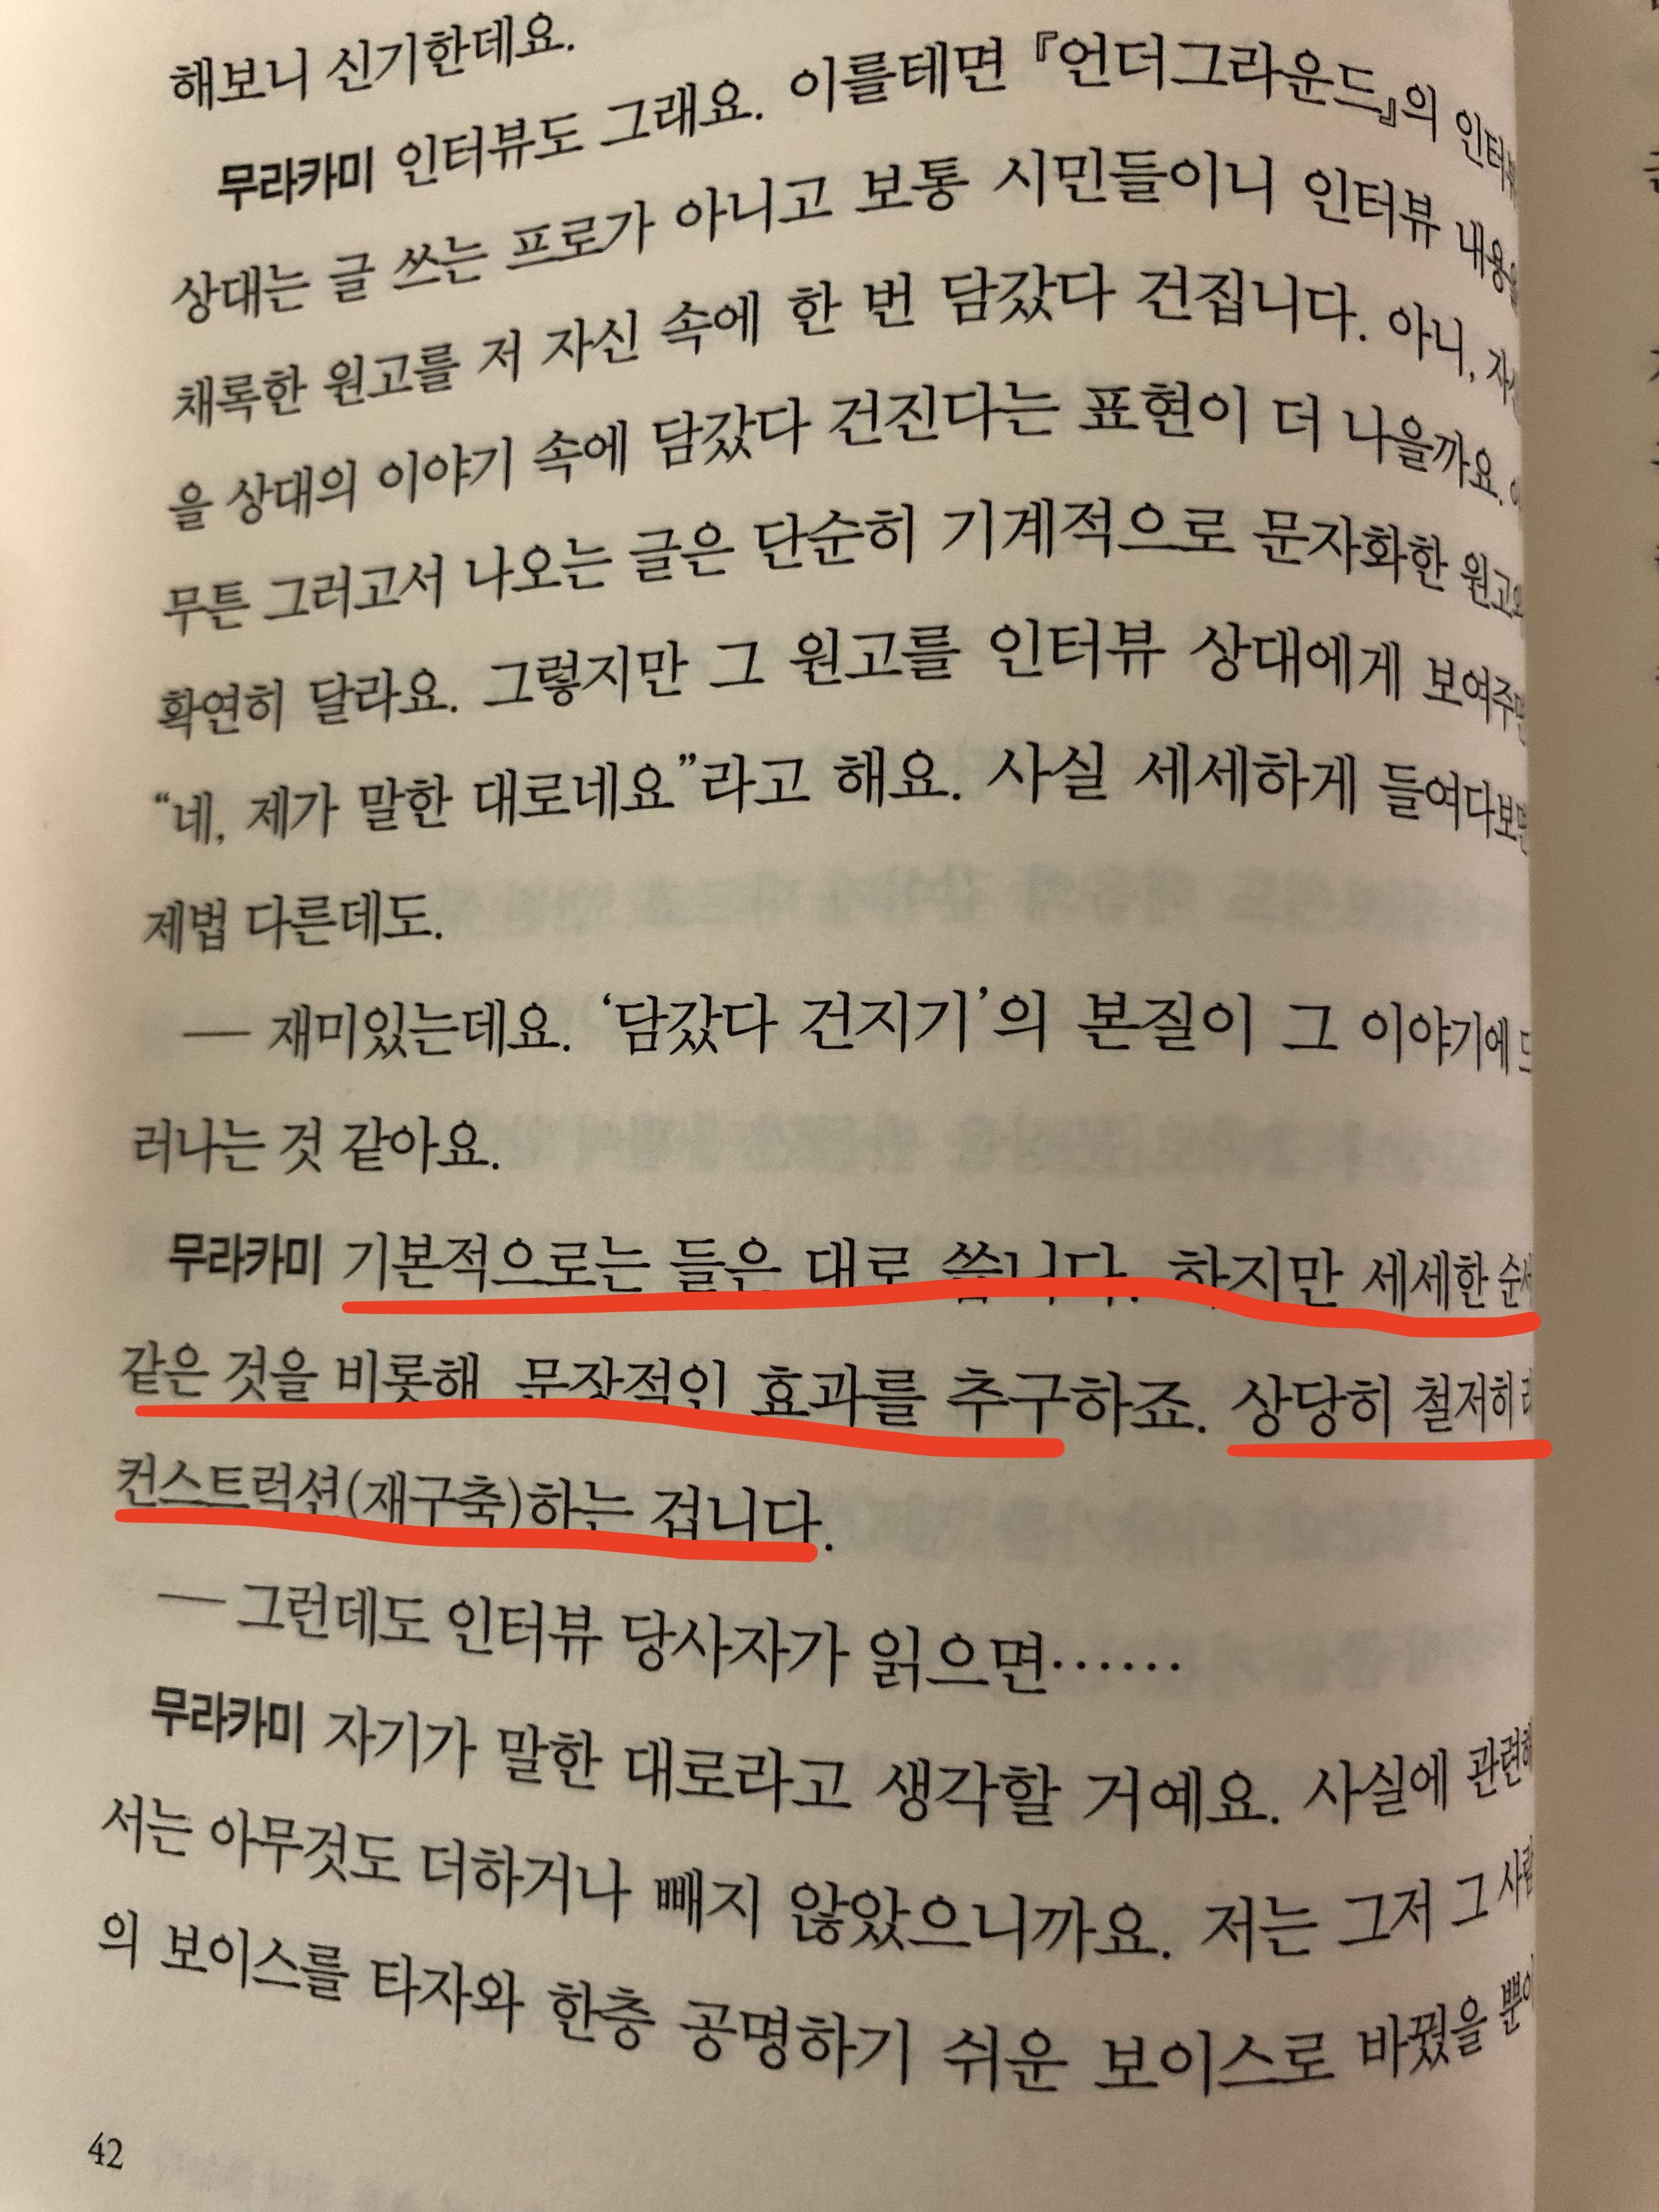 해보니 신기한데요.
무라카미 인터뷰도 그래요. 이를테면 『언더그라운드』의 인터뷰
상대는 글 쓰는 프로가 아니고 보통 시민들이니 인터뷰 내용을
채록한 원고를 저 자신 속에 한 번 담갔다 건집니다. 아니,
을 상대의 이야기 속에 담갔다 건진다는 표현이 더 나을까요.
무튼 그러고서 나오는 글은 단순히 기계적으로 문자화한 원고와
확연히 달라요. 그렇지만 그 원고를 인터뷰 상대에게 보여주면
“네, 제가 말한 대로네요”라고 해요. 사실 세세하게 들여다보면
제법 다른데도.
— 재미있는데요. ‘담갔다 건지기’의 본질이 그 이야기에 드
러나는 것 같아요.
무라카미 기본적으로는 들은 대로 씁니다. 하지만 세세한 순서
같은 것을 비롯해 문장적인 효과를 추구하죠. 상당히 철저히 리
컨스트럭션(재구축)하는 겁니다.
— 그런데도 인터뷰 당사자가 읽으면……
무라카미 자기가 말한 대로라고 생각할 거예요. 사실에 관련해
서는 아무것도 더하거나 빼지 않았으니까요. 저는 그저 그 사람
의 보이스를 타자와 한층 공명하기 쉬운 보이스로 바꿨을 뿐이
42